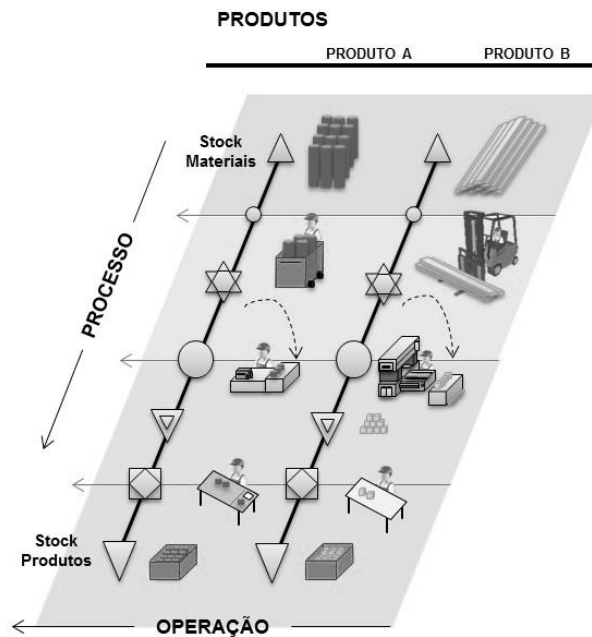 PRODUTOS
PRODUTO A
PRODUTO B
Stock
Materiais
PROCESSO
Stock
Produtos
OPERAÇÃO